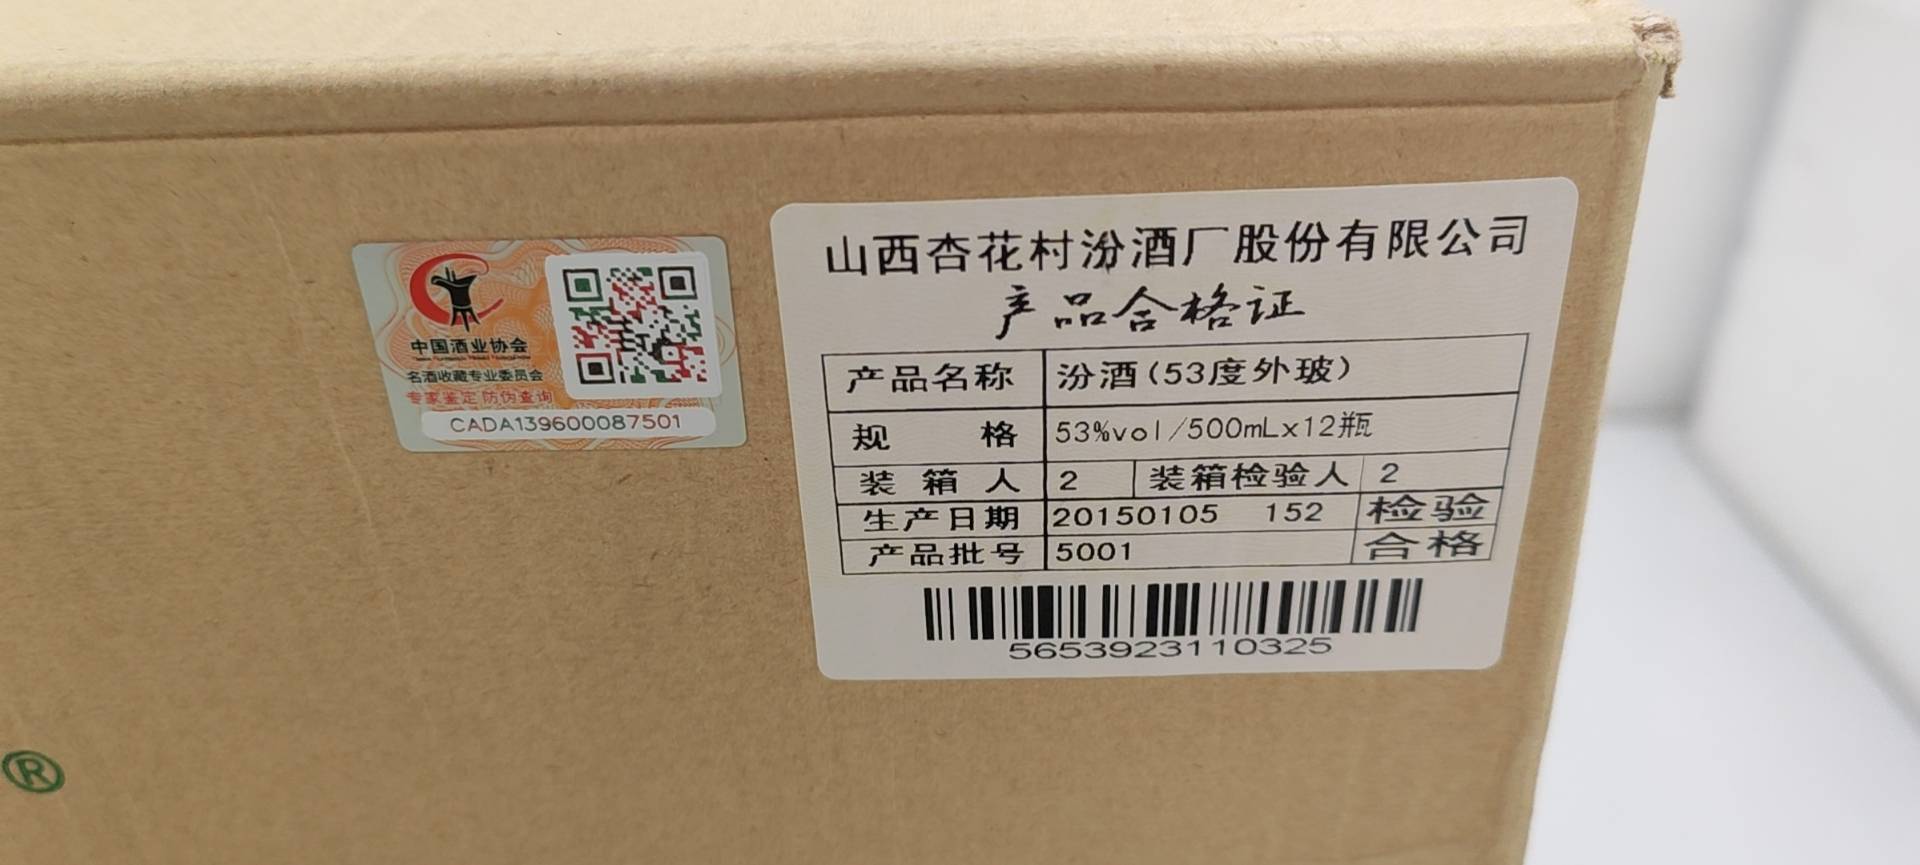 中国酒业协会
名酒收藏专业委员会
专家鉴定 防伪查询
CADA139600087501
山西杏花村汾酒厂股份有限公司
产品合格证
产品名称 汾酒(53度外玻)
规 格 53%vol/500mLx12瓶
装 箱 人 2 装箱检验人 2
生产日期 20150105 152 检验
产品批号 5001 合格
5653923110325
®